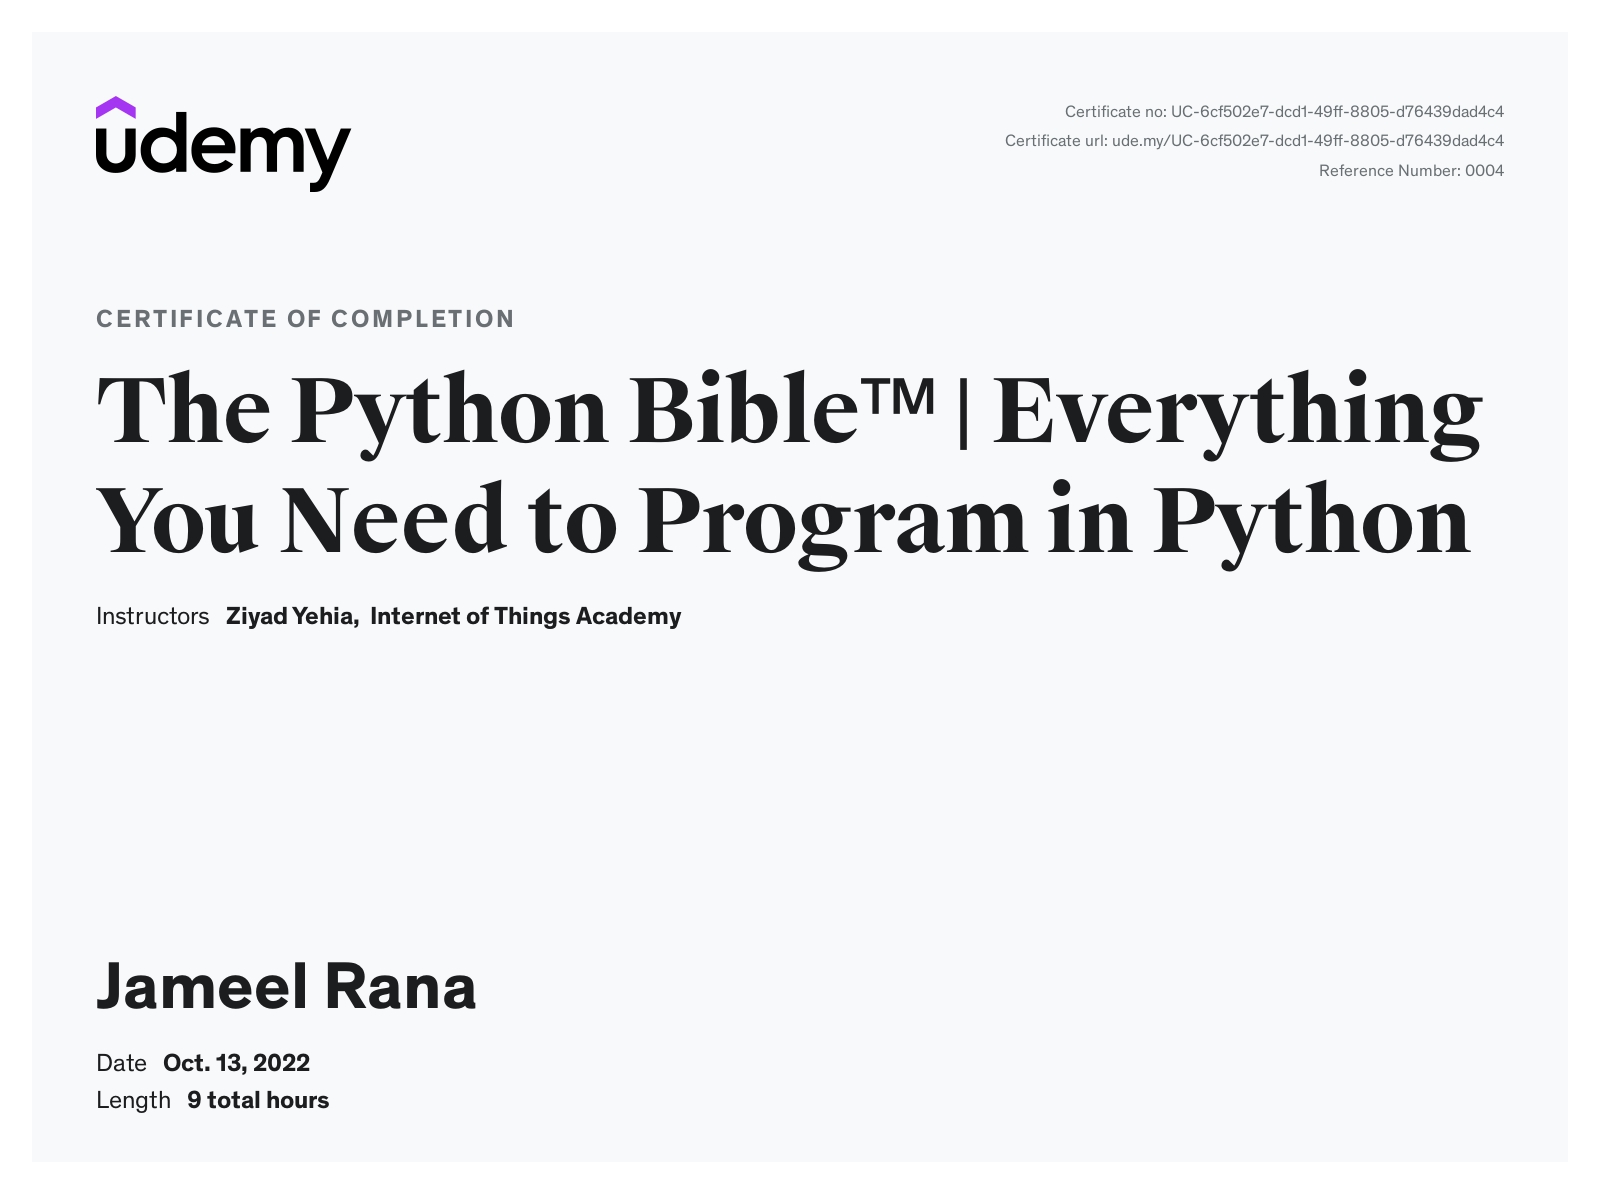 udemy
Certificate no: UC-6cf502e7-dcd1-49ff-8805-d76439dad4c4
Certificate url: ude.my/UC-6cf502e7-dcd1-49ff-8805-d76439dad4c4
Reference Number: 0004
CERTIFICATE OF COMPLETION
The Python Bible™ | Everything
You Need to Program in Python
Instructors Ziyad Yehia, Internet of Things Academy
Jameel Rana
Date Oct. 13, 2022
Length 9 total hours